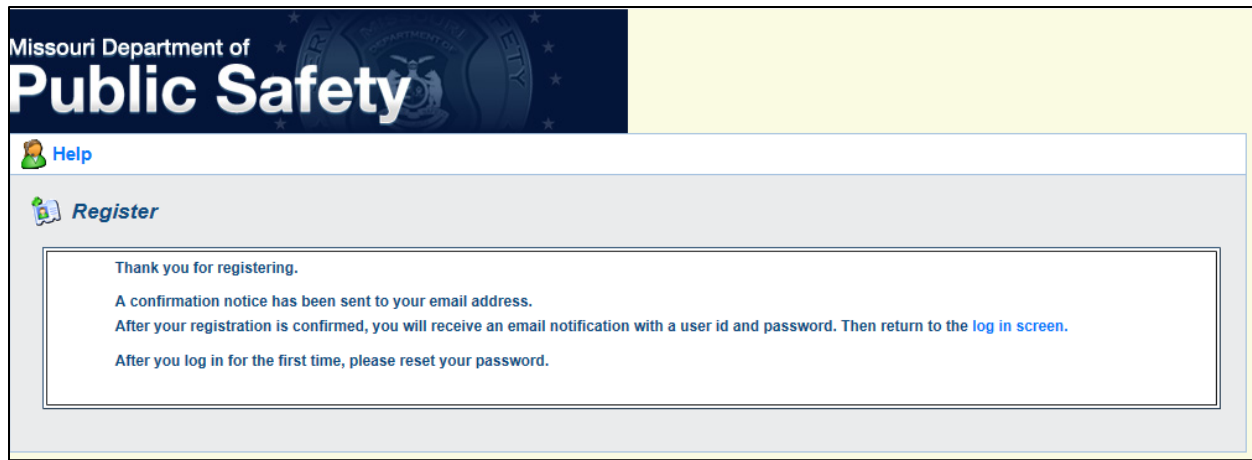 Missouri Department of
Public Safety
Help
Register
Thank you for registering.
A confirmation notice has been sent to your email address.
After your registration is confirmed, you will receive an email notification with a user id and password. Then return to the log in screen.
After you log in for the first time, please reset your password.